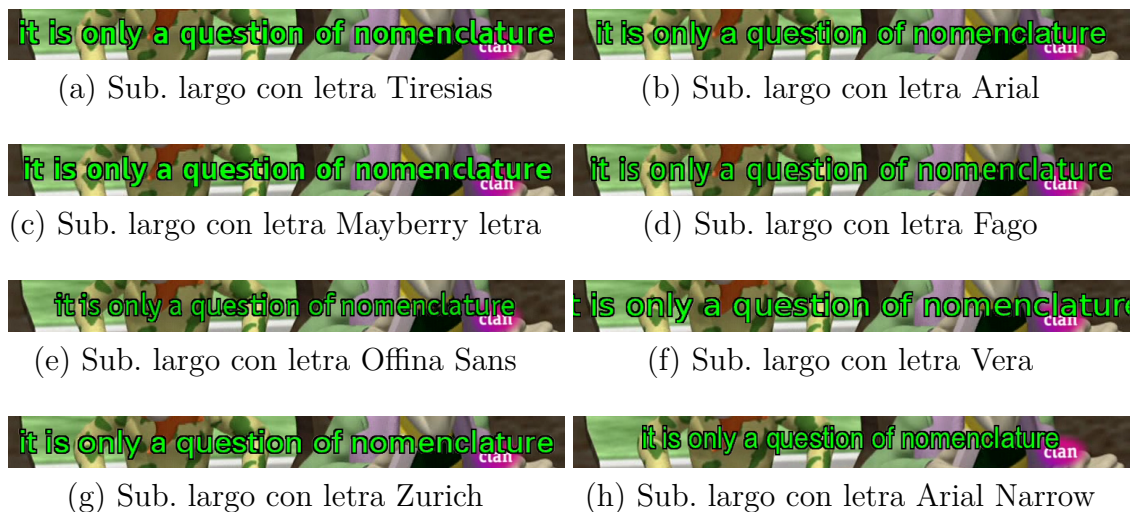 it is only a question of nomenclature
clan
it is only a question of nomenclature
clan
(a) Sub. largo con letra Tiresias
(b) Sub. largo con letra Arial
it is only a question of nomenclature
clan
it is only a question of nomenclature
clan
(c) Sub. largo con letra Mayberry letra
(d) Sub. largo con letra Fago
it is only a question of nomenclature
clan
t is only a question of nomenclature
clan
(e) Sub. largo con letra Offina Sans
(f) Sub. largo con letra Vera
it is only a question of nomenclature
clan
it is only a question of nomenclature
clan
(g) Sub. largo con letra Zurich
(h) Sub. largo con letra Arial Narrow